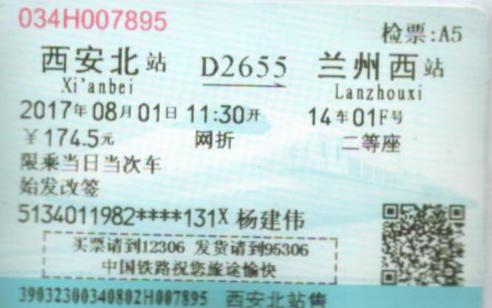 034H007895
检票:A5
西安北站 D2655 兰州西站
Xi'anbei Lanzhouxi
2017年08月01日 11:30开 14车01F号
￥174.5元 网折 二等座
限乘当日当次车
始发改签
5134011982****131X 杨建伟
买票请到12306 发货请到95306
中国铁路祝您旅途愉快
39032300340802H007895 西安北站售